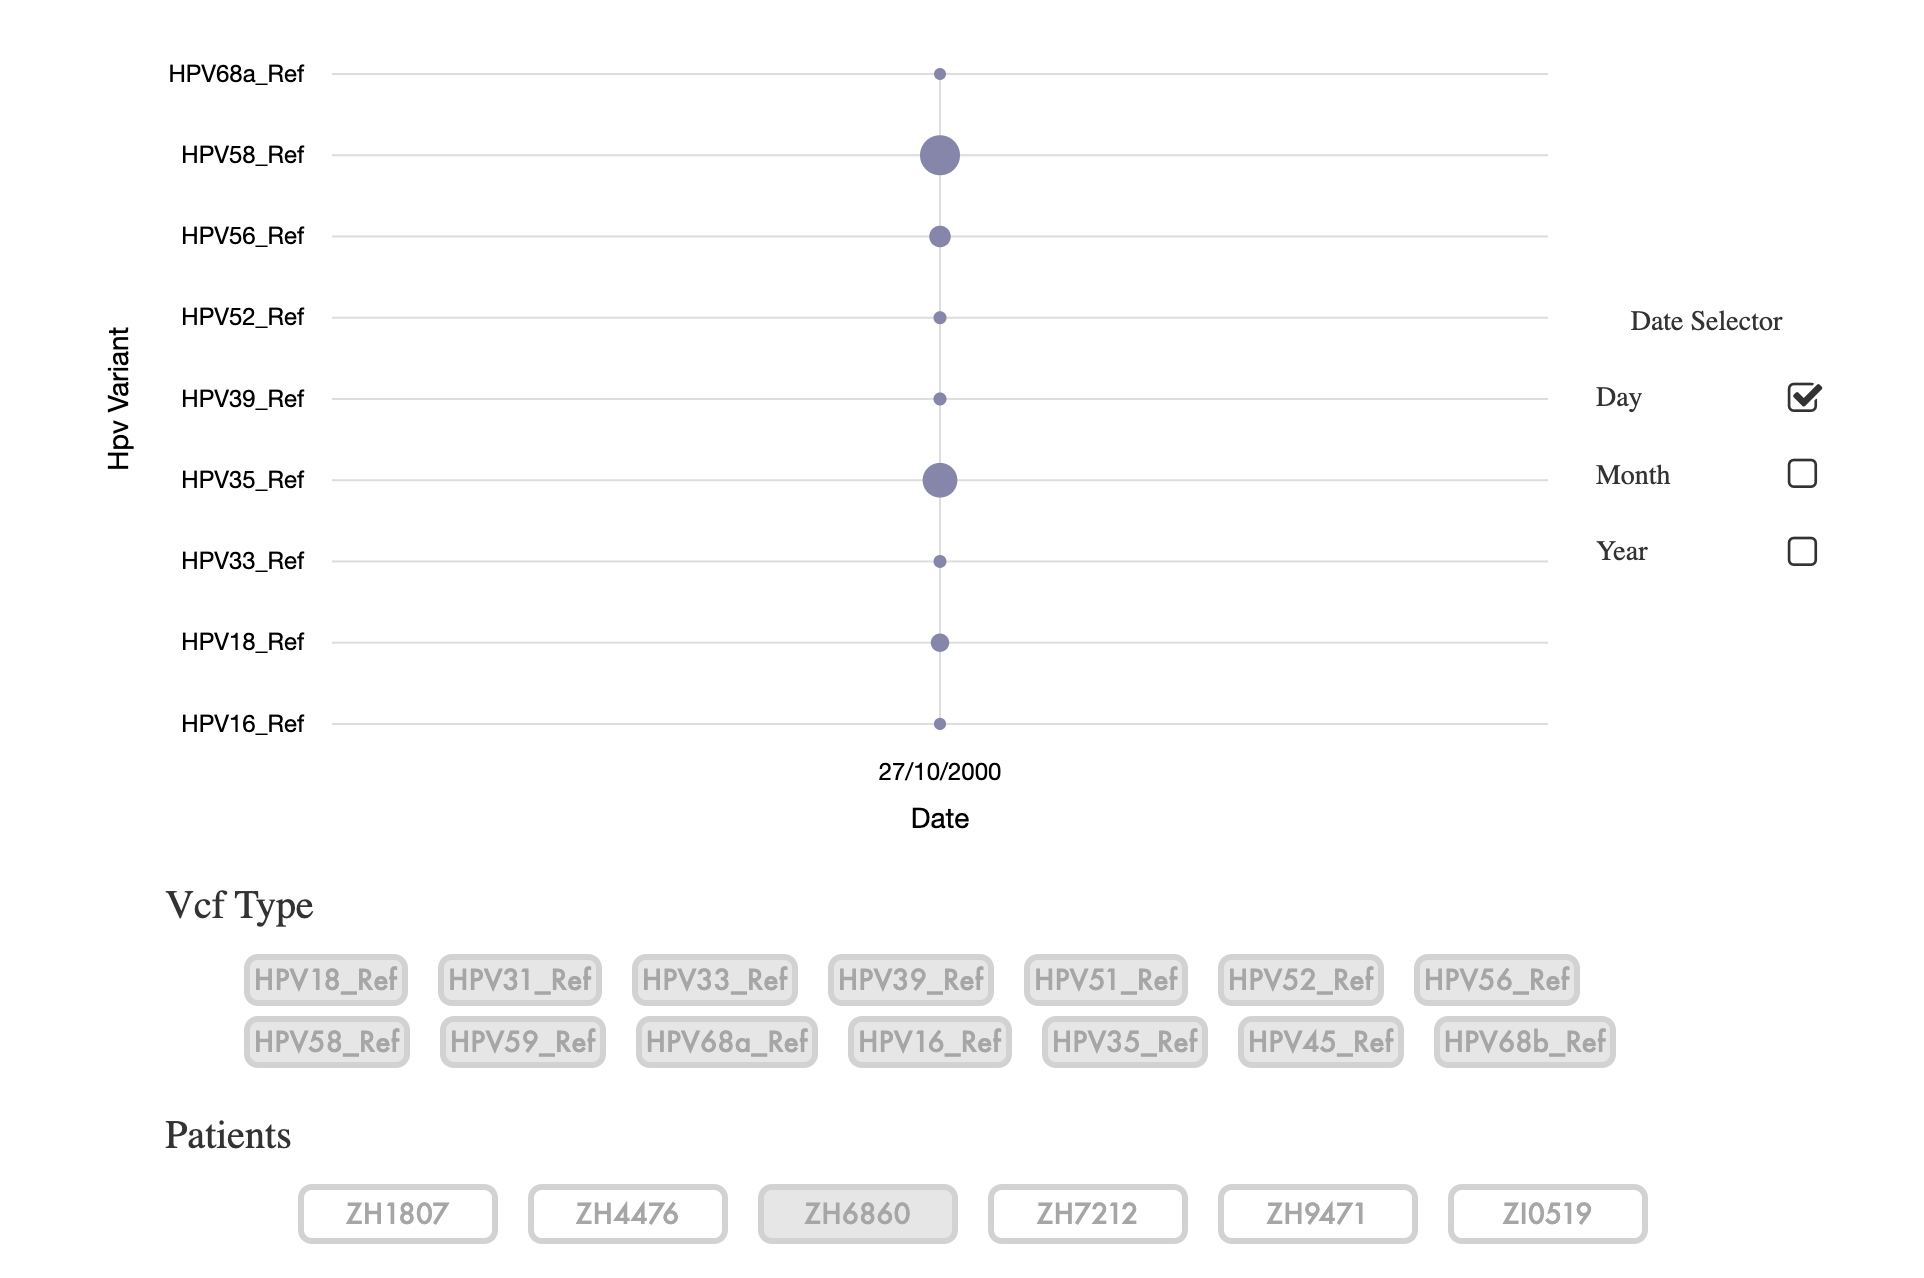 HPV68a_Ref
HPV58_Ref
HPV56_Ref
HPV52_Ref
HPV39_Ref
HPV35_Ref
HPV33_Ref
HPV18_Ref
HPV16_Ref
Hpv Variant
27/10/2000
Date
Date Selector
Day
Month
Year
Vcf Type
HPV18_Ref HPV31_Ref HPV33_Ref HPV39_Ref HPV51_Ref HPV52_Ref HPV56_Ref
HPV58_Ref HPV59_Ref HPV68a_Ref HPV16_Ref HPV35_Ref HPV45_Ref HPV68b_Ref
Patients
ZH1807 ZH4476 ZH6860 ZH7212 ZH9471 ZI0519